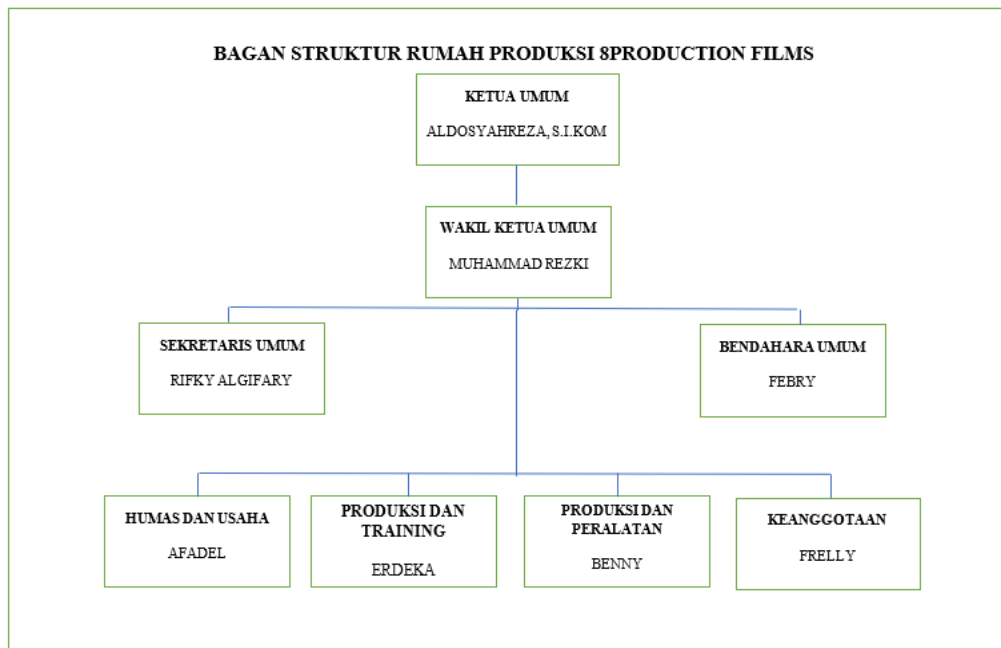 BAGAN STRUKTUR RUMAH PRODUKSI 8PRODUCTION FILMS
KETUA UMUM
ALDOSYAHREZA, S.I.KOM
WAKIL KETUA UMUM
MUHAMMAD REZKI
SEKRETARIS UMUM
RIFKY ALGIFARY
BENDAHARA UMUM
FEBRY
HUMAS DAN USAHA
AFADEL
PRODUKSI DAN
TRAINING
ERDEKA
PRODUKSI DAN
PERALATAN
BENNY
KEANGGOTAAN
FRELLY